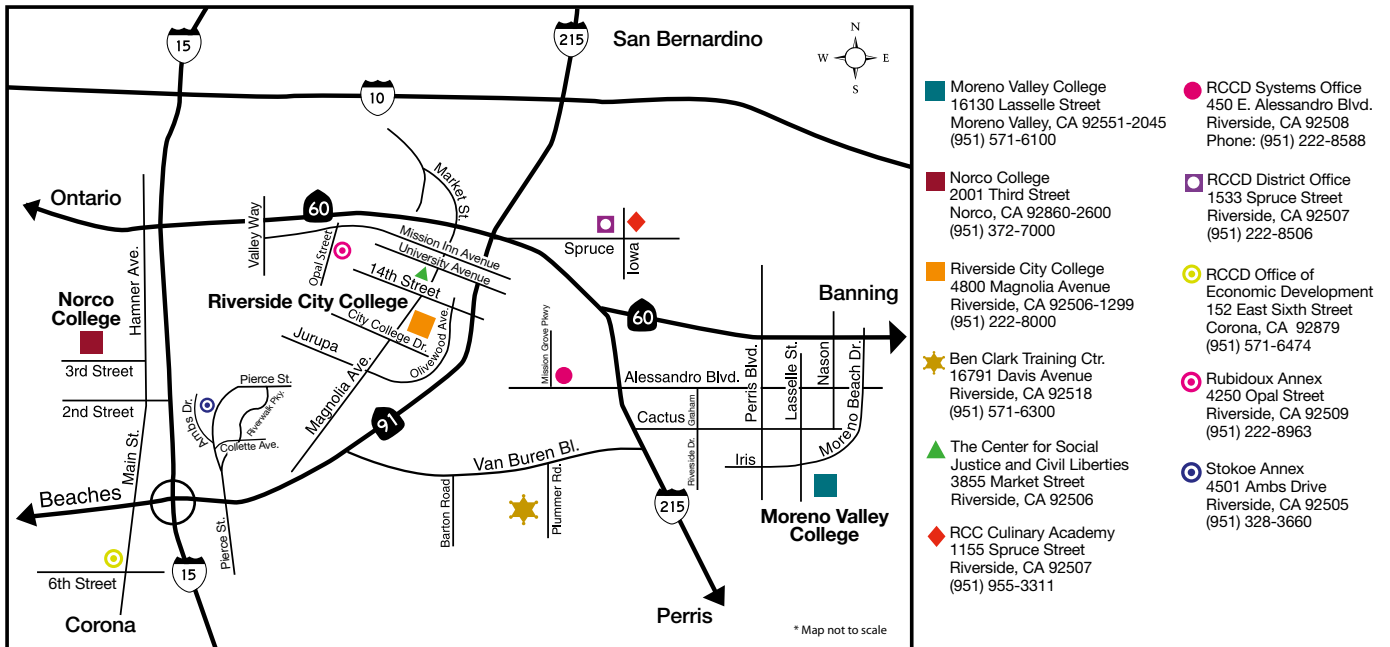 15
215
San Bernardino
N
W
E
S
10
Market St.
Ontario
60
Valley Way
Opal Street
Mission Inn Avenue
University Avenue
14th Street
Spruce
Iowa
Hamner Ave.
Norco
College
Riverside City College
City College Dr.
Olivewood Ave.
Jurupa
Magnolia Ave.
60
Banning
3rd Street
2nd Street
Main St.
Pierce St.
Ambs Dr.
Riverwalk Pky.
Collette Ave.
Mission Grove Pkwy
Alessandro Blvd.
Cactus
Graham
Riverside Dr.
Perris Blvd.
Lasselle St.
Nason
Moreno Beach Dr.
Iris
91
Van Buren Bl.
Barton Road
Plummer Rd.
Beaches
Pierce St.
215
Moreno Valley
College
6th Street
15
Corona
Perris
* Map not to scale
Moreno Valley College
16130 Lasselle Street
Moreno Valley, CA 92551-2045
(951) 571-6100
Norco College
2001 Third Street
Norco, CA 92860-2600
(951) 372-7000
Riverside City College
4800 Magnolia Avenue
Riverside, CA 92506-1299
(951) 222-8000
Ben Clark Training Ctr.
16791 Davis Avenue
Riverside, CA 92518
(951) 571-6300
The Center for Social
Justice and Civil Liberties
3855 Market Street
Riverside, CA 92506
RCC Culinary Academy
1155 Spruce Street
Riverside, CA 92507
(951) 955-3311
RCCD Systems Office
450 E. Alessandro Blvd.
Riverside, CA 92508
Phone: (951) 222-8588
RCCD District Office
1533 Spruce Street
Riverside, CA 92507
(951) 222-8506
RCCD Office of
Economic Development
152 East Sixth Street
Corona, CA 92879
(951) 571-6474
Rubidoux Annex
4250 Opal Street
Riverside, CA 92509
(951) 222-8963
Stokoe Annex
4501 Ambs Drive
Riverside, CA 92505
(951) 328-3660